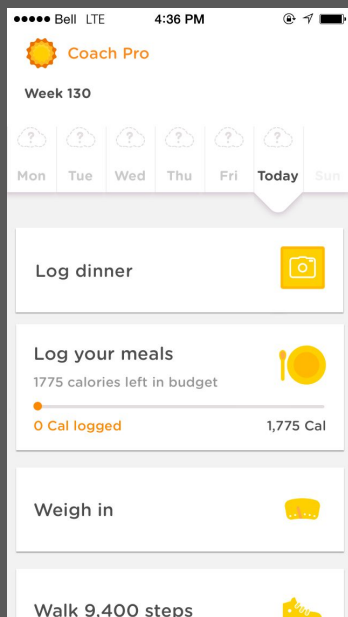 Bell LTE 4:36 PM
Coach Pro
Week 130
? ? ? ? ? ?
Mon Tue Wed Thu Fri Today Sun
Log dinner
Log your meals
1775 calories left in budget
0 Cal logged 1,775 Cal
Weigh in
Walk 9,400 steps